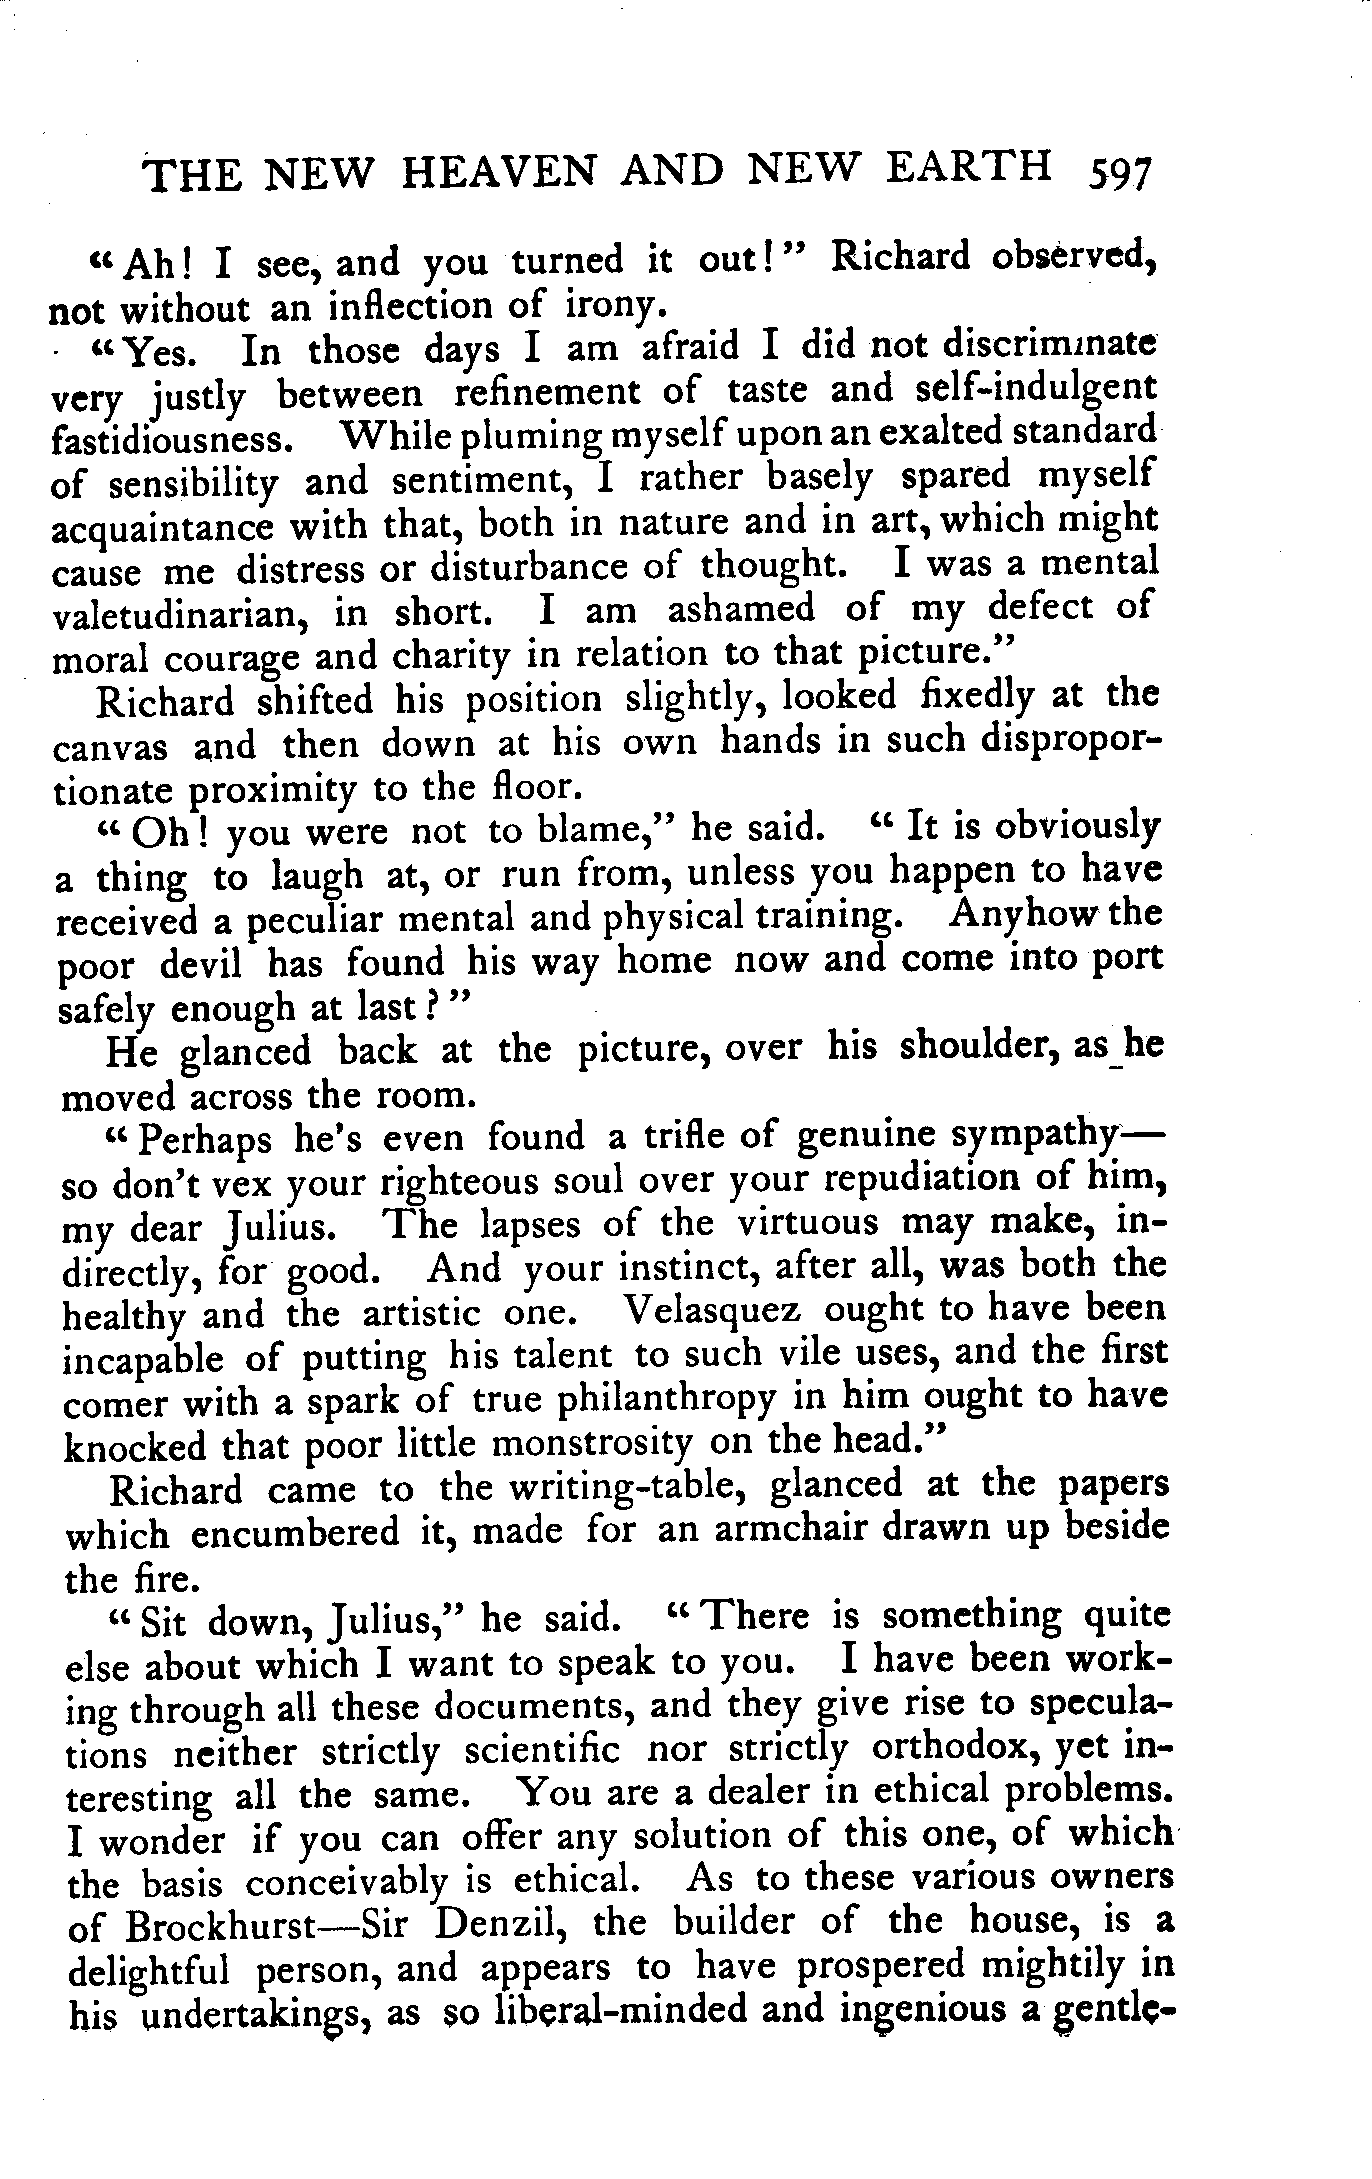 THE NEW HEAVEN AND NEW EARTH 597
“Ah! I see, and you turned it out!” Richard observed,
not without an inflection of irony.
“Yes. In those days I am afraid I did not discriminate
very justly between refinement of taste and self-indulgent
fastidiousness. While pluming myself upon an exalted standard
of sensibility and sentiment, I rather basely spared myself
acquaintance with that, both in nature and in art, which might
cause me distress or disturbance of thought. I was a mental
valetudinarian, in short. I am ashamed of my defect of
moral courage and charity in relation to that picture.”
Richard shifted his position slightly, looked fixedly at the
canvas and then down at his own hands in such dispropor-
tionate proximity to the floor.
“Oh! you were not to blame,” he said. “It is obviously
a thing to laugh at, or run from, unless you happen to have
received a peculiar mental and physical training. Anyhow the
poor devil has found his way home now and come into port
safely enough at last?”
He glanced back at the picture, over his shoulder, as he
moved across the room.
“Perhaps he's even found a trifle of genuine sympathy—
so don't vex your righteous soul over your repudiation of him,
my dear Julius. The lapses of the virtuous may make, in-
directly, for good. And your instinct, after all, was both the
healthy and the artistic one. Velasquez ought to have been
incapable of putting his talent to such vile uses, and the first
comer with a spark of true philanthropy in him ought to have
knocked that poor little monstrosity on the head.”
Richard came to the writing-table, glanced at the papers
which encumbered it, made for an armchair drawn up beside
the fire.
“Sit down, Julius,” he said. “There is something quite
else about which I want to speak to you. I have been work-
ing through all these documents, and they give rise to specula-
tions neither strictly scientific nor strictly orthodox, yet in-
teresting all the same. You are a dealer in ethical problems.
I wonder if you can offer any solution of this one, of which
the basis conceivably is ethical. As to these various owners
of Brockhurst—Sir Denzil, the builder of the house, is a
delightful person, and appears to have prospered mightily in
his undertakings, as so liberal-minded and ingenious a gentle-